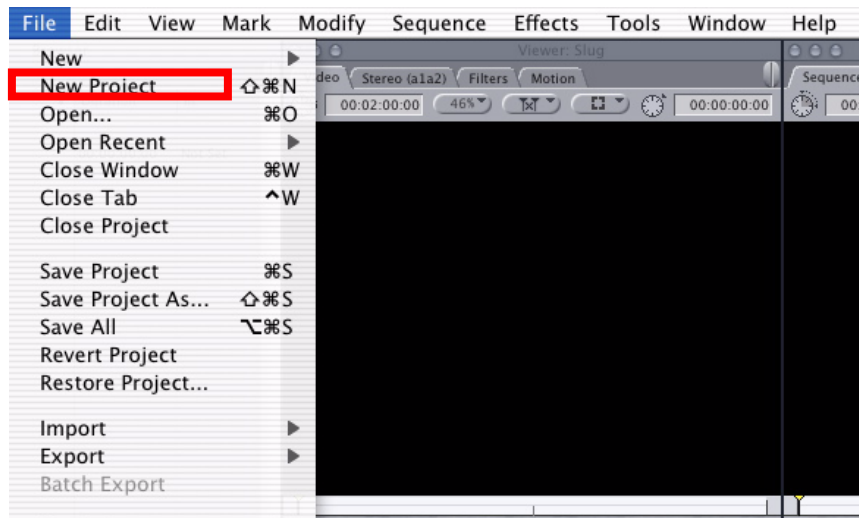 File Edit View Mark Modify Sequence Effects Tools Window Help
Viewer: Slug
Stereo (a1a2) Filters Motion
Sequence
00:02:00:00 46% 00:00:00:00 00
New
New Project ⇧⌘N
Open... ⌘O
Open Recent
Close Window ⌘W
Close Tab ^W
Close Project
Save Project ⌘S
Save Project As... ⇧⌘S
Save All ⌥⌘S
Revert Project
Restore Project...
Import
Export
Batch Export